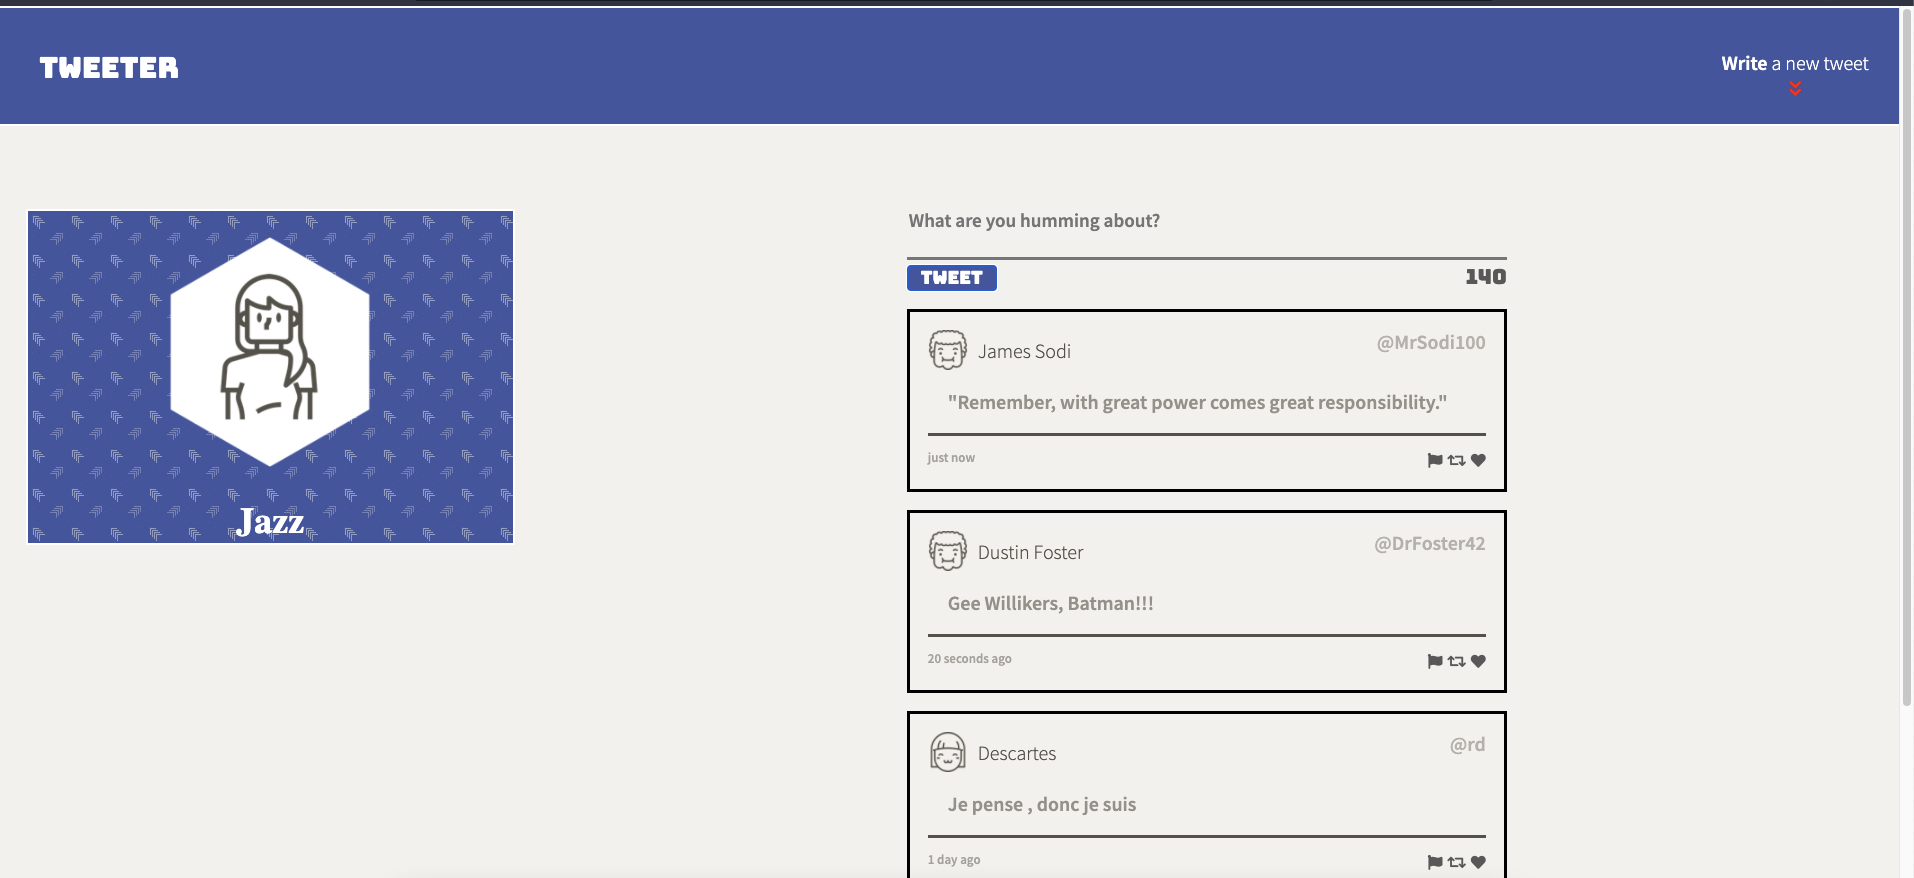 TWEETER
Write a new tweet
Jazz
What are you humming about?
TWEET
140
James Sodi
@MrSodi100
"Remember, with great power comes great responsibility."
just now
Dustin Foster
@DrFoster42
Gee Willikers, Batman!!!
20 seconds ago
Descartes
@rd
Je pense , donc je suis
1 day ago